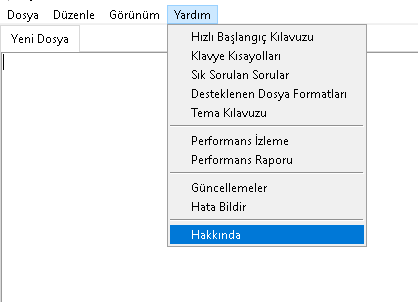 Dosya Düzenle Görünüm Yardım
Yeni Dosya
Hızlı Başlangıç Kılavuzu
Klavye Kısayolları
Sık Sorulan Sorular
Desteklenen Dosya Formatları
Tema Kılavuzu
Performans İzleme
Performans Raporu
Güncellemeler
Hata Bildir
Hakkında